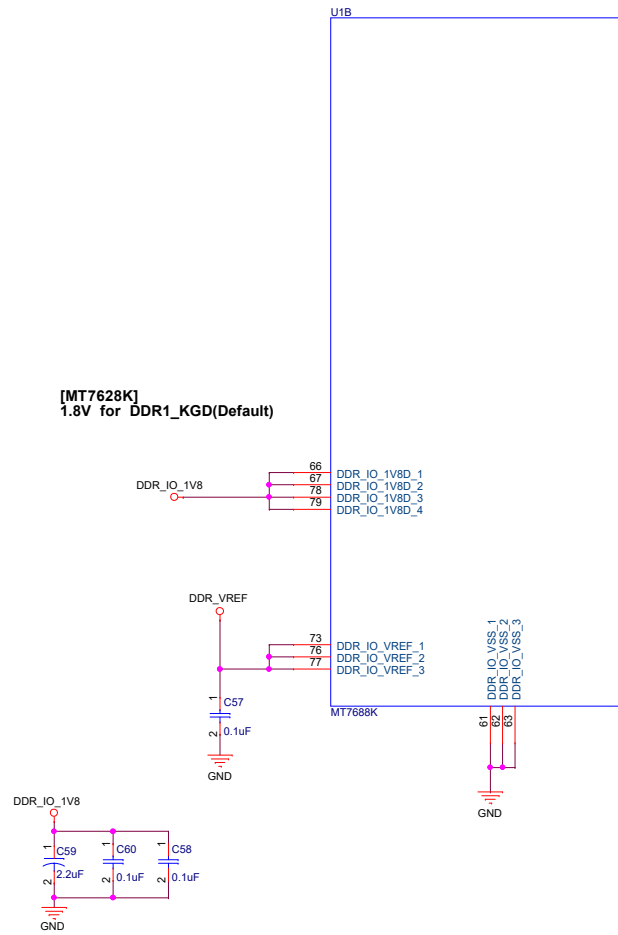 U1B
[MT7628K]
1.8V for DDR1_KGD(Default)
DDR_IO_1V8
66 DDR_IO_1V8D_1
67 DDR_IO_1V8D_2
78 DDR_IO_1V8D_3
79 DDR_IO_1V8D_4
DDR_VREF
73 DDR_IO_VREF_1
76 DDR_IO_VREF_2
77 DDR_IO_VREF_3
DDR_IO_VSS_1
DDR_IO_VSS_2
DDR_IO_VSS_3
61
62
63
MT7688K
1
C57
2
0.1uF
GND
GND
DDR_IO_1V8
1
C59
2
2.2uF
1
C60
2
0.1uF
1
C58
2
0.1uF
GND